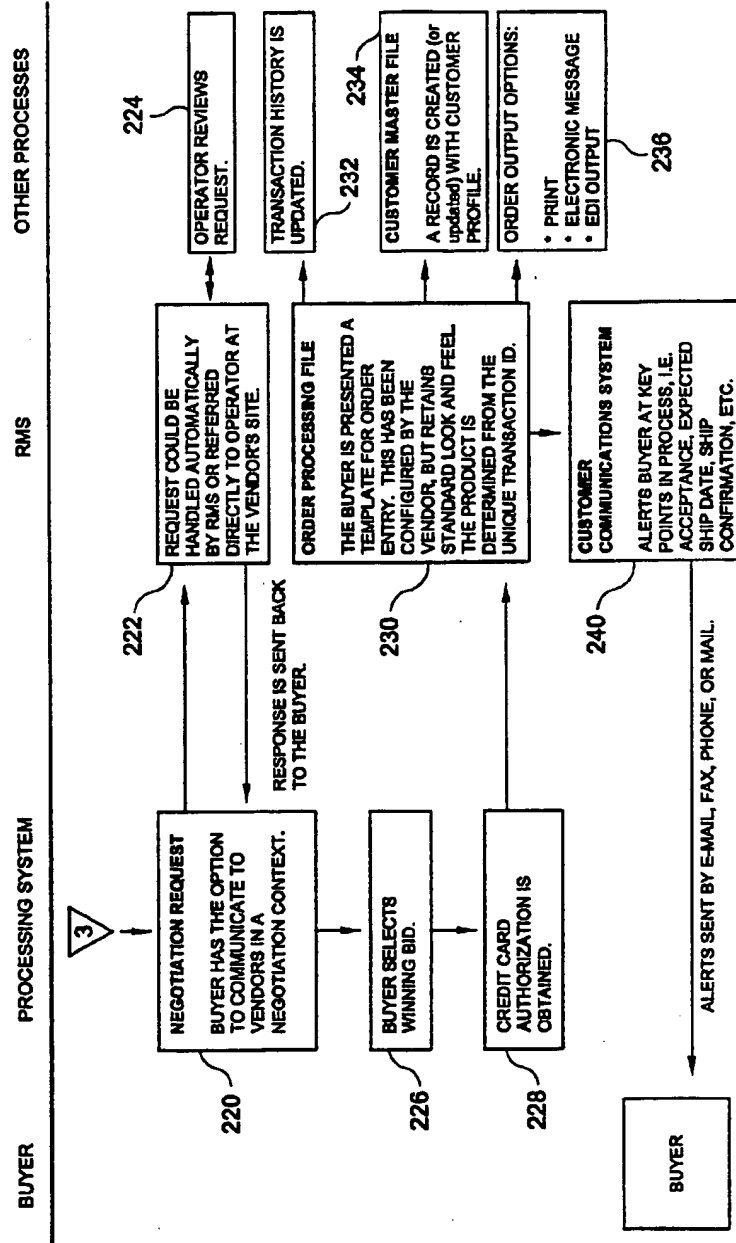 BUYER
PROCESSING SYSTEM
RMS
OTHER PROCESSES
3
NEGOTIATION REQUEST
BUYER HAS THE OPTION
TO COMMUNICATE TO
VENDORS IN A
NEGOTIATION CONTEXT.
220
REQUEST COULD BE
HANDLED AUTOMATICALLY
BY RMS OR REFERRED
DIRECTLY TO OPERATOR AT
THE VENDOR'S SITE.
222
OPERATOR REVIEWS
REQUEST.
224
RESPONSE IS SENT BACK
TO THE BUYER.
BUYER SELECTS
WINNING BID.
226
CREDIT CARD
AUTHORIZATION IS
OBTAINED.
228
ORDER PROCESSING FILE
THE BUYER IS PRESENTED A
TEMPLATE FOR ORDER
ENTRY. THIS HAS BEEN
CONFIGURED BY THE
VENDOR, BUT RETAINS
STANDARD LOOK AND FEEL.
THE PRODUCT IS
DETERMINED FROM THE
UNIQUE TRANSACTION ID.
230
TRANSACTION HISTORY IS
UPDATED.
232
CUSTOMER MASTER FILE
A RECORD IS CREATED (or
updated) WITH CUSTOMER
PROFILE.
234
ORDER OUTPUT OPTIONS:
* PRINT
* ELECTRONIC MESSAGE
* EDI OUTPUT
236
CUSTOMER
COMMUNICATIONS SYSTEM
ALERTS BUYER AT KEY
POINTS IN PROCESS, I.E.
ACCEPTANCE, EXPECTED
SHIP DATE, SHIP
CONFIRMATION, ETC.
240
ALERTS SENT BY E-MAIL, FAX, PHONE, OR MAIL.
BUYER